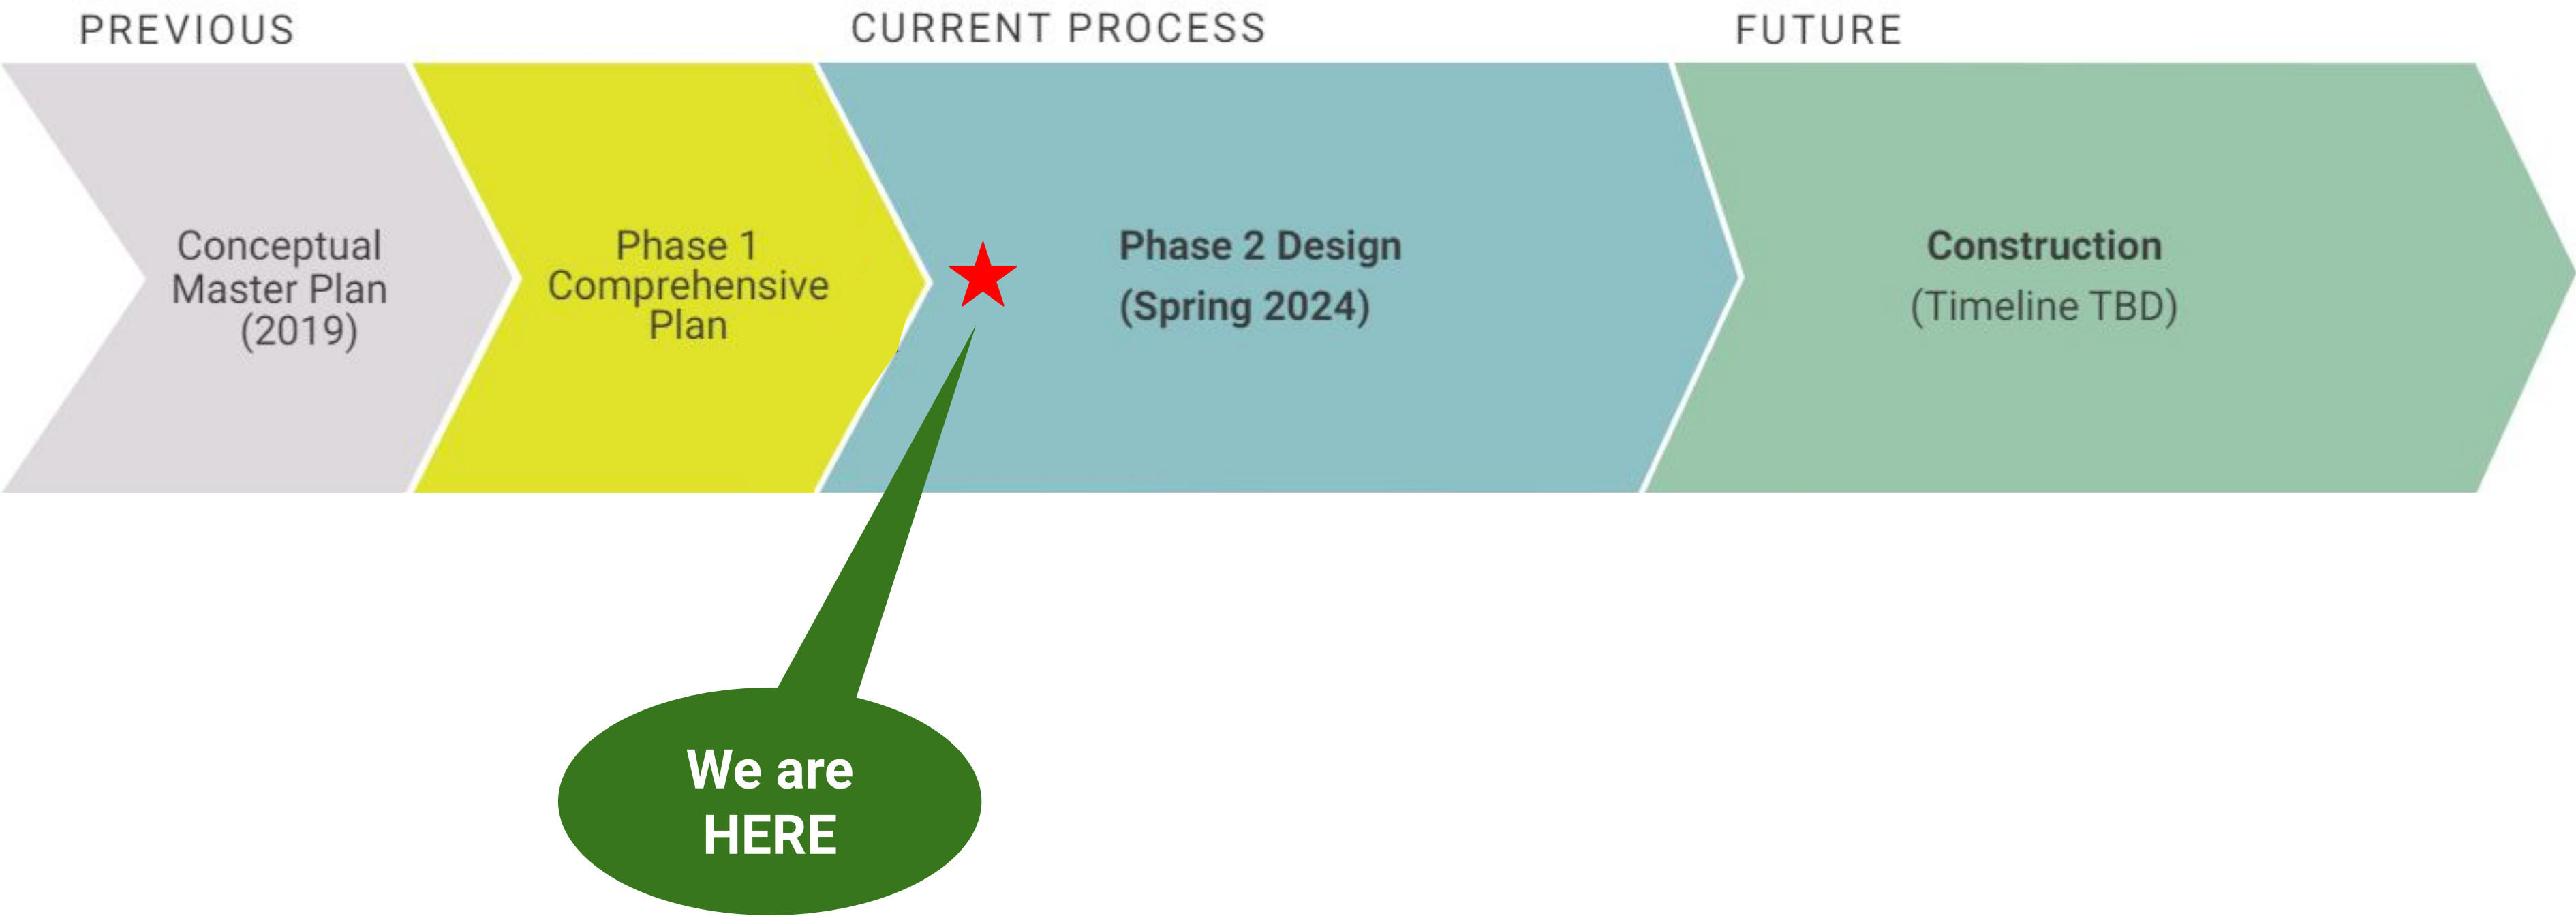 PREVIOUS
CURRENT PROCESS
FUTURE
Conceptual
Master Plan
(2019)
Phase 1
Comprehensive
Plan
Phase 2 Design
(Spring 2024)
Construction
(Timeline TBD)
We are
HERE